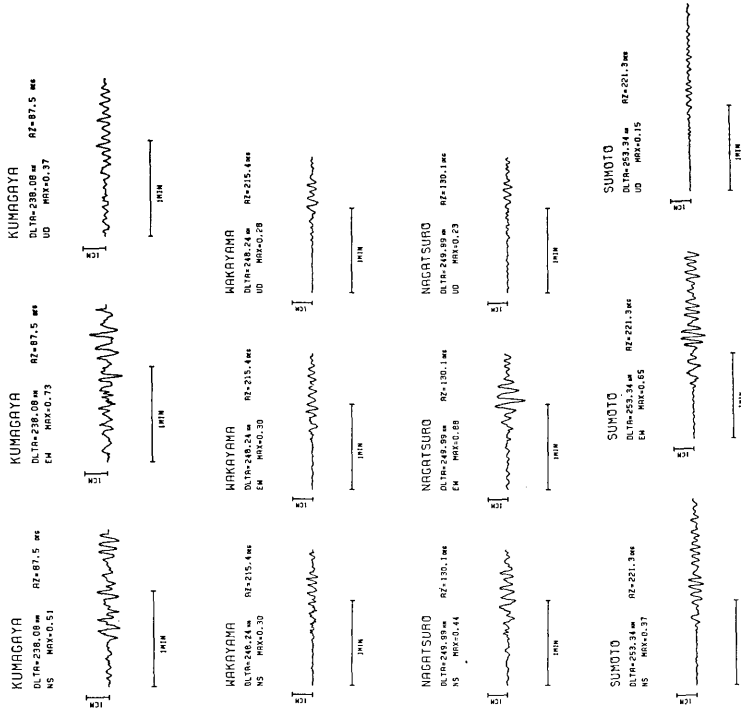 KUMAGAYA
DLTA=238.08 KM AZ=87.5 DEG
NS MAX=0.51
1CM
1MIN
KUMAGAYA
DLTA=238.08 KM AZ=87.5 DEG
EW MAX=0.73
1CM
1MIN
KUMAGAYA
DLTA=238.08 KM AZ=87.5 DEG
UD MAX=0.37
1CM
1MIN
WAKAYAMA
DLTA=248.24 KM AZ=215.4 DEG
NS MAX=0.30
1CM
1MIN
WAKAYAMA
DLTA=248.24 KM AZ=215.4 DEG
EW MAX=0.30
1CM
1MIN
WAKAYAMA
DLTA=248.24 KM AZ=215.4 DEG
UD MAX=0.28
1CM
1MIN
NAGATSURO
DLTA=249.99 KM AZ=130.1 DEG
NS MAX=0.44
1CM
1MIN
NAGATSURO
DLTA=249.99 KM AZ=130.1 DEG
EW MAX=0.88
1CM
1MIN
NAGATSURO
DLTA=249.99 KM AZ=130.1 DEG
UD MAX=0.23
1CM
1MIN
SUMOTO
DLTA=253.34 KM AZ=221.3 DEG
NS MAX=0.37
1CM
SUMOTO
DLTA=253.34 KM AZ=221.3 DEG
EW MAX=0.65
1CM
1MIN
SUMOTO
DLTA=253.34 KM AZ=221.3 DEG
UD MAX=0.15
1CM
1MIN